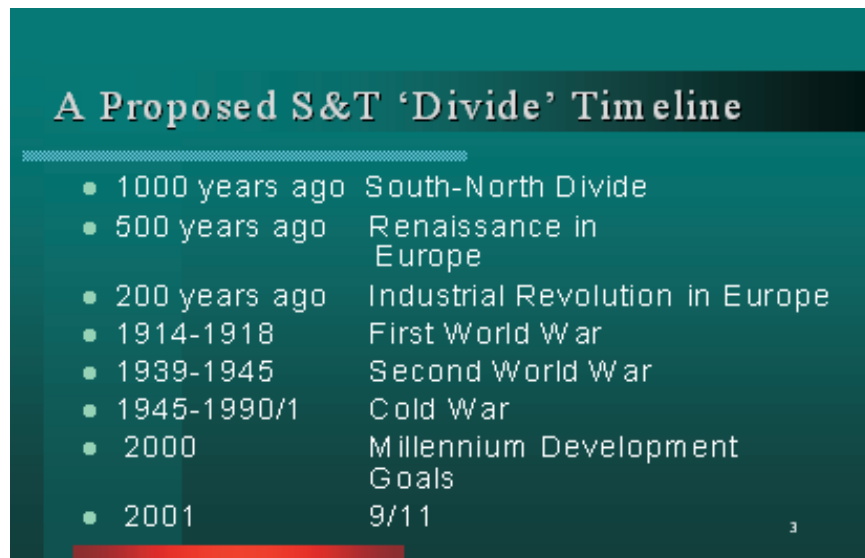 A Proposed S&T ‘Divide’ Timeline
1000 years ago South-North Divide
500 years ago Renaissance in
Europe
200 years ago Industrial Revolution in Europe
1914-1918 First World War
1939-1945 Second World War
1945-1990/1 Cold War
2000 Millennium Development
Goals
2001 9/11
3